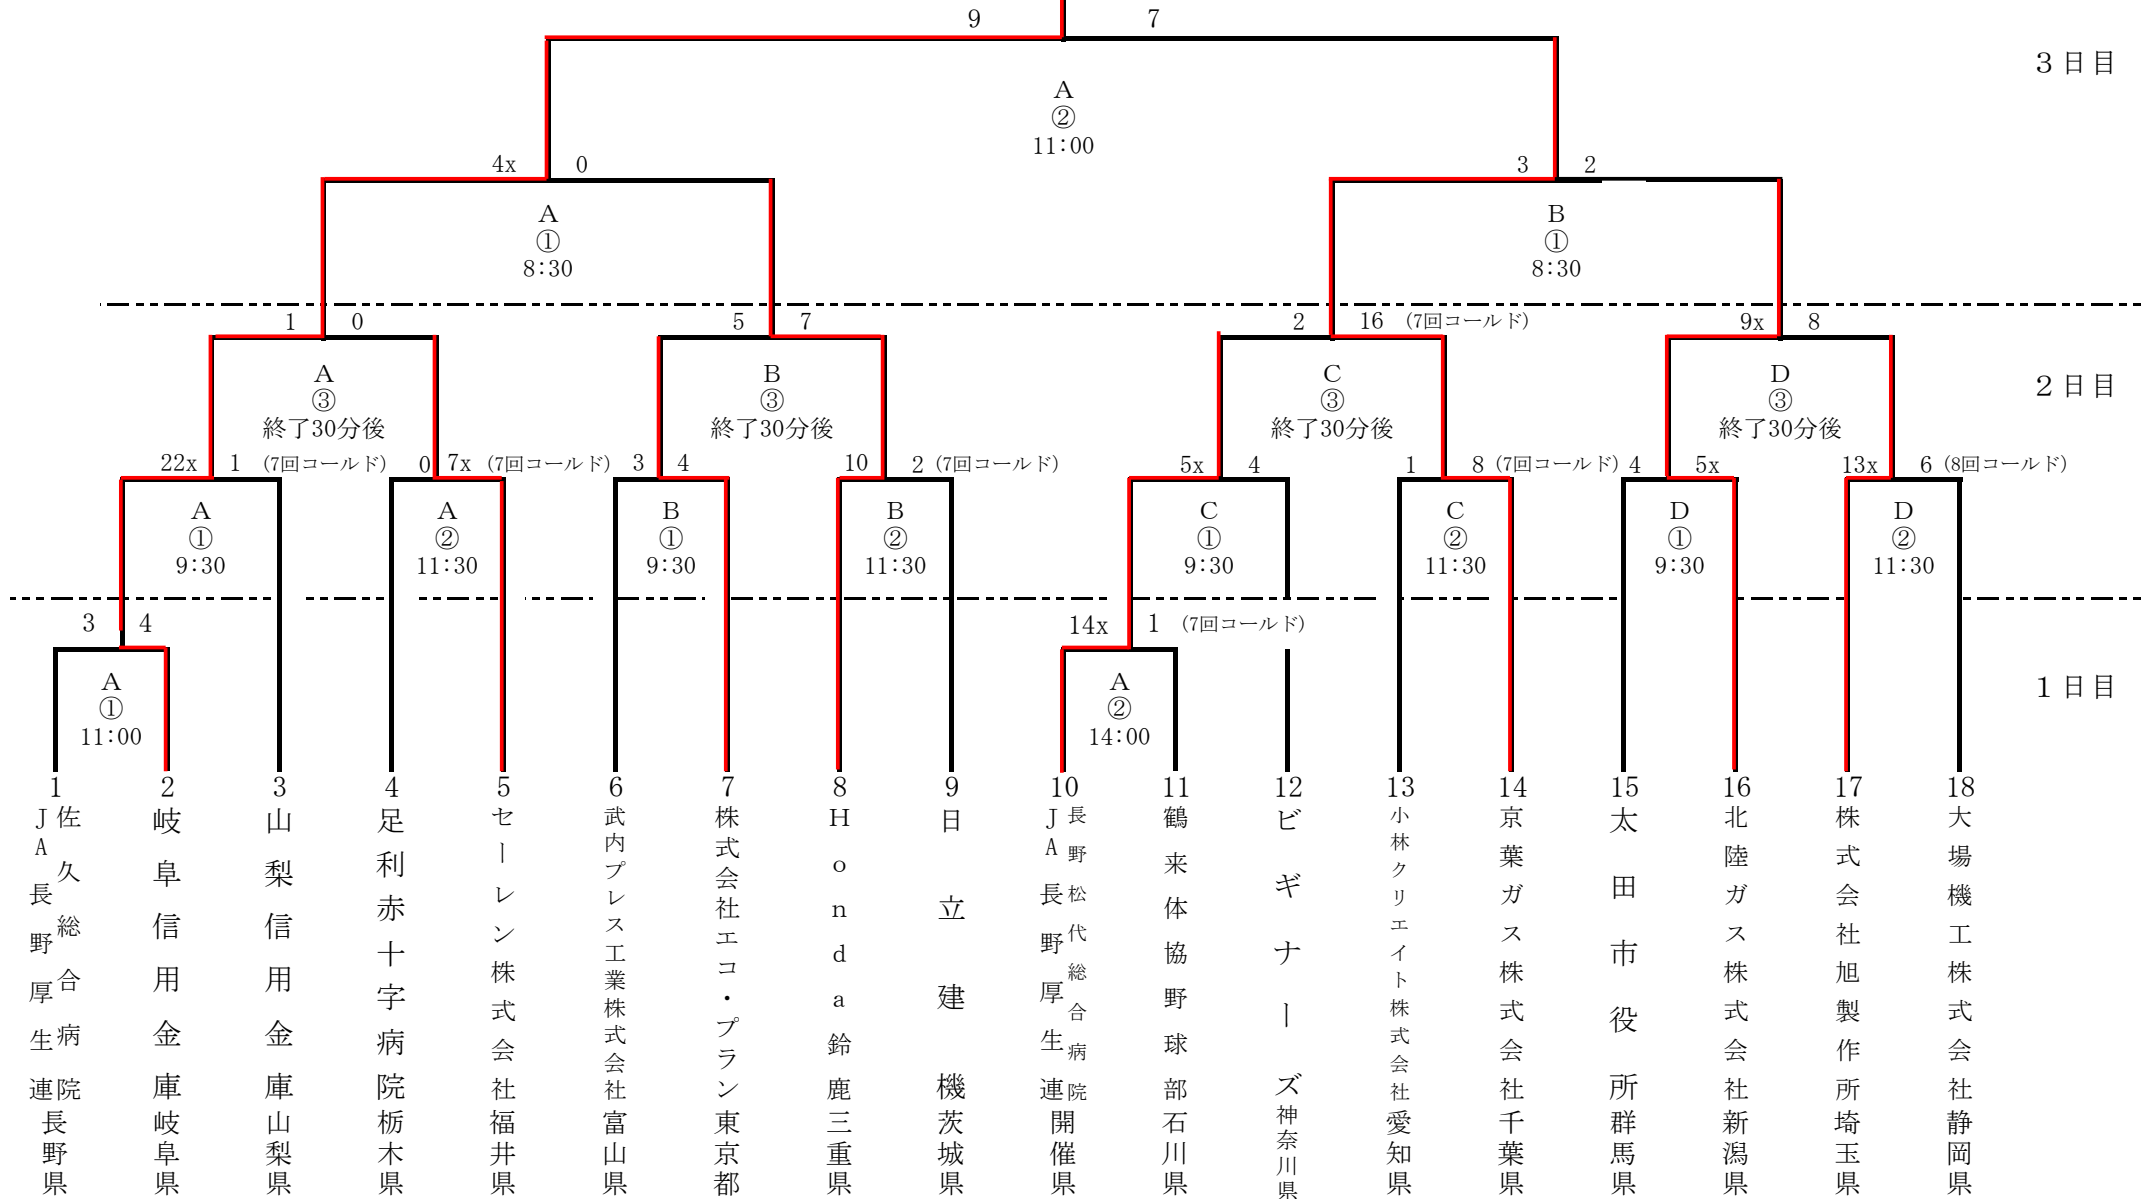 9 7
3日目
A
②
11:00
4x 0 3 2
A B
① ①
8:30 8:30
1 0 5 7 2 16 (7回コールド) 9x 8
A B C D
③ ③ ③ ③
終了30分後 終了30分後 終了30分後 終了30分後
2日目
22x 1 (7回コールド) 0 7x (7回コールド) 3 4 10 2 (7回コールド) 5x 4 1 8 (7回コールド) 4 5x 13x 6 (8回コールド)
A A B B C C D D
① ② ① ② ① ② ① ②
9:30 11:30 9:30 11:30 9:30 11:30 9:30 11:30
3 4 14x 1 (7回コールド)
A A
① ②
11:00 14:00
1日目
1 2 3 4 5 6 7 8 9 10 11 12 13 14 15 16 17 18
JA長野厚生連
佐久総合病院
長野県
岐阜信用金庫
岐阜県
山梨信用金庫
山梨県
足利赤十字病院
栃木県
セーレン株式会社
福井県
武内プレス工業株式会社
富山県
株式会社エコ・プラン
東京都
Honda鈴鹿
三重県
日立建機
茨城県
JA長野厚生連
長野松代総合病院
開催県
鶴来体協野球部
石川県
ビギナーズ
神奈川県
小林クリエイト株式会社
愛知県
京葉ガス株式会社
千葉県
太田市役所
群馬県
北陸ガス株式会社
新潟県
株式会社旭製作所
埼玉県
大場機工株式会社
静岡県